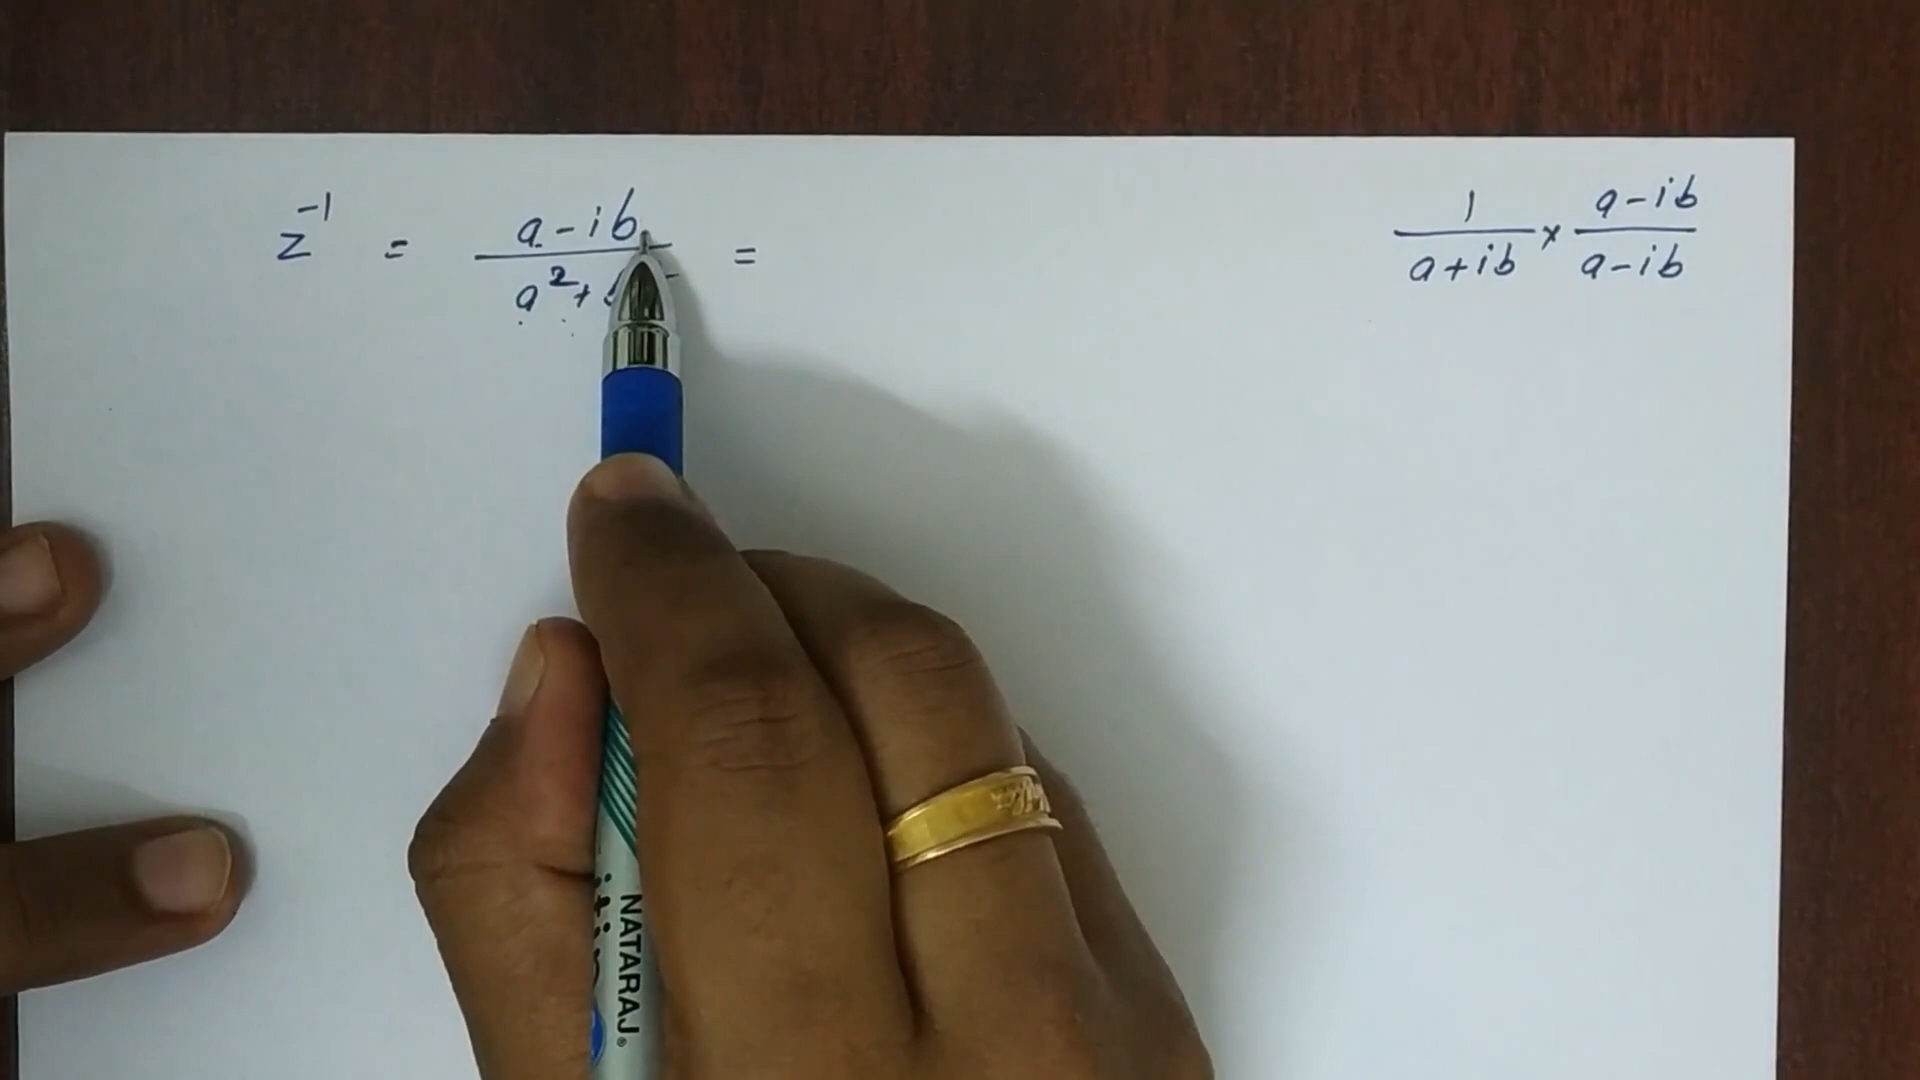 z⁻¹ = (a - ib)/(a² +  =
1/(a + ib) × (a - ib)/(a - ib)
NATARAJ®